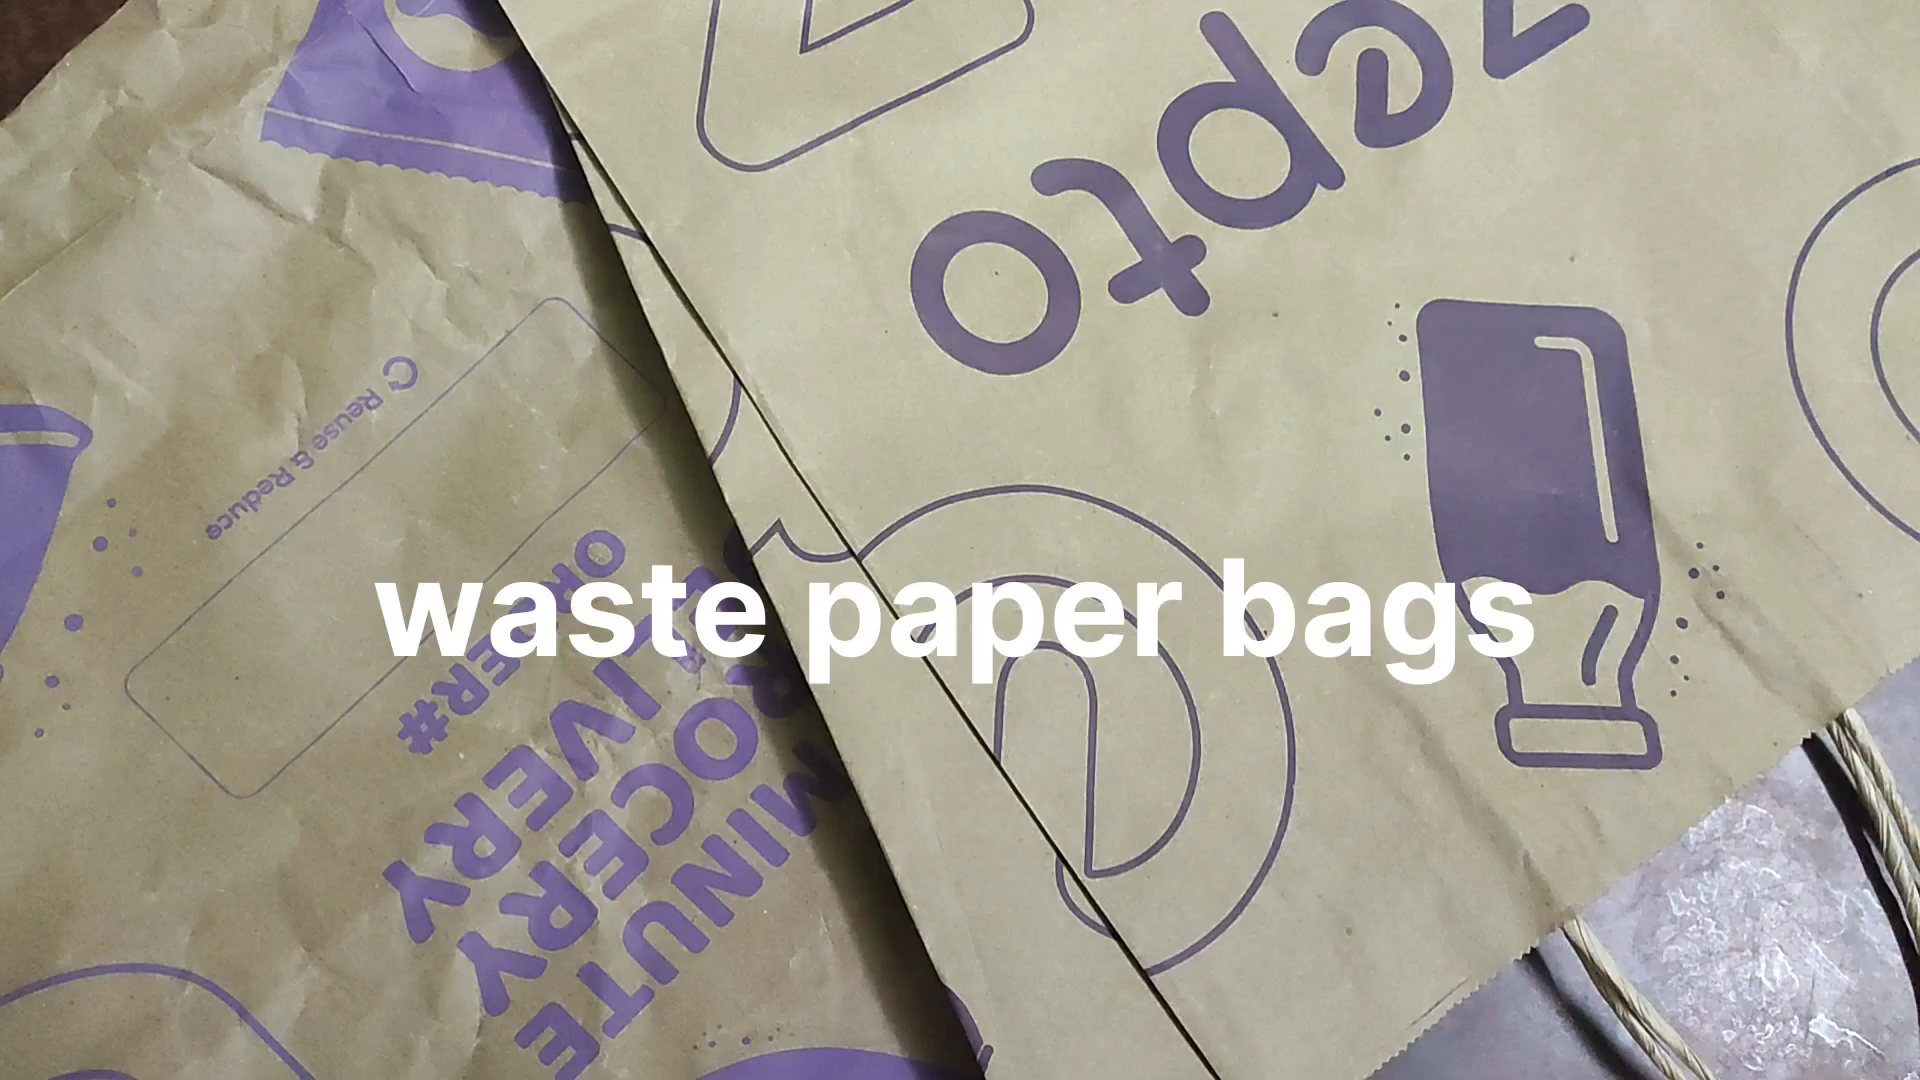 zepto
Reuse & Reduce
ORDER#
waste paper bags
MINUTE
GROCERY
DELIVERY